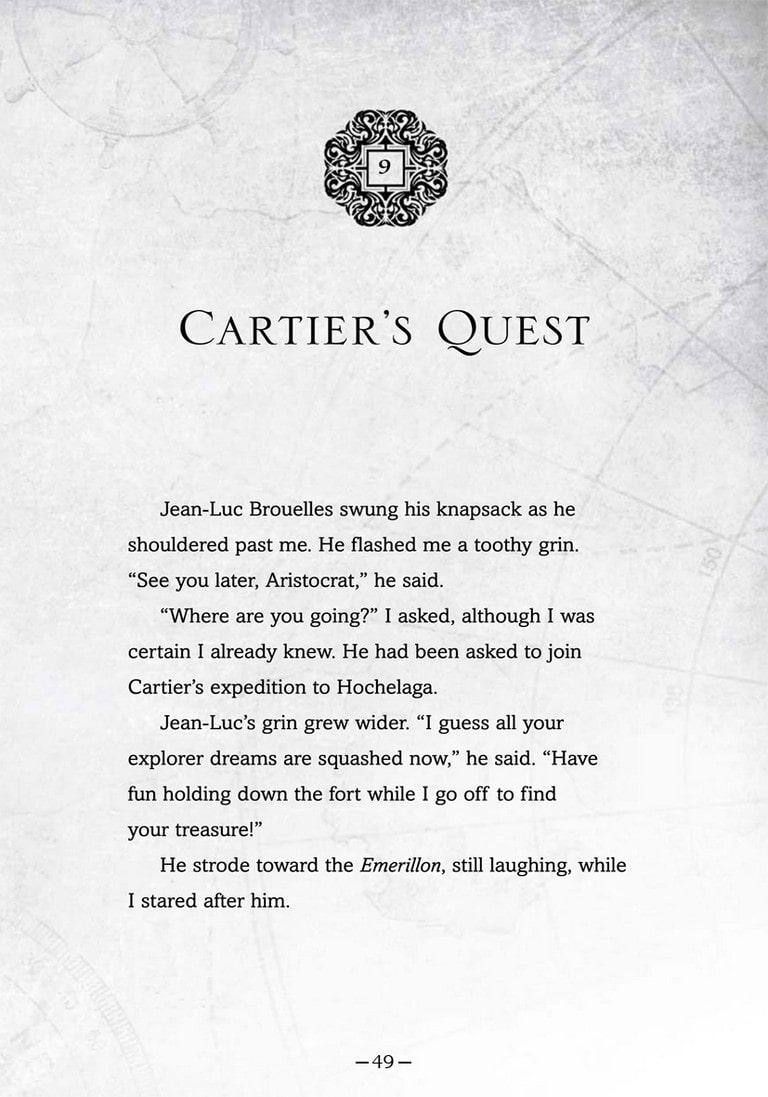 9
Cartier’s Quest
Jean-Luc Brouelles swung his knapsack as he
shouldered past me. He flashed me a toothy grin.
“See you later, Aristocrat,” he said.
“Where are you going?” I asked, although I was
certain I already knew. He had been asked to join
Cartier’s expedition to Hochelaga.
Jean-Luc’s grin grew wider. “I guess all your
explorer dreams are squashed now,” he said. “Have
fun holding down the fort while I go off to find
your treasure!”
He strode toward the Emerillon, still laughing, while
I stared after him.
150
135
—49—